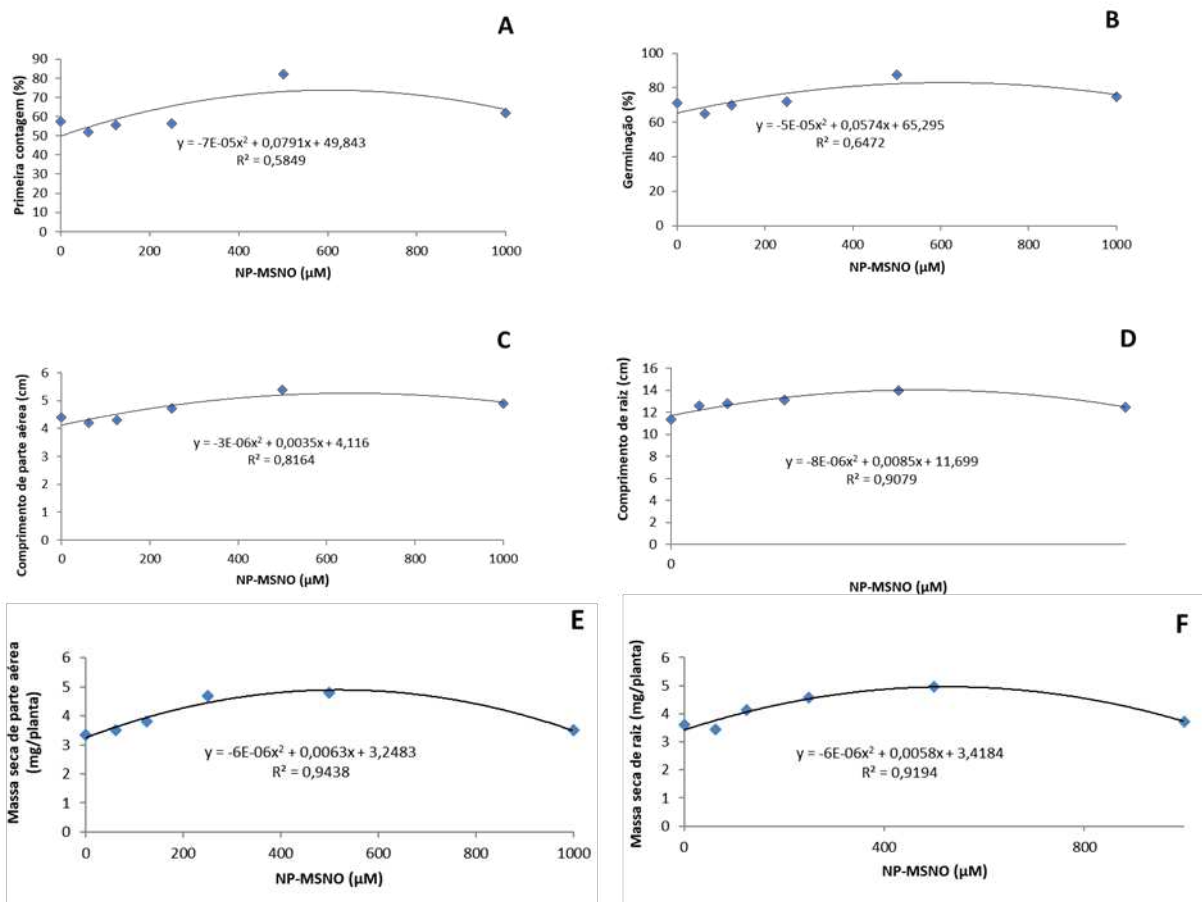 A
Primeira contagem (%)
90
80
70
60
50
40
30
20
10
0
y = -7E-05x² + 0,0791x + 49,843
R² = 0,5849
0 200 400 600 800 1000
NP-MSNO (µM)
B
Germinação (%)
100
80
60
40
20
0
y = -5E-05x² + 0,0574x + 65,295
R² = 0,6472
0 200 400 600 800 1000
NP-MSNO (µM)
C
Comprimento de parte aérea (cm)
6
5
4
3
2
1
0
y = -3E-06x² + 0,0035x + 4,116
R² = 0,8164
0 200 400 600 800 1000
NP-MSNO (µM)
D
Comprimento de raiz (cm)
16
14
12
10
8
6
4
2
0
y = -8E-06x² + 0,0085x + 11,699
R² = 0,9079
0
NP-MSNO (µM)
E
Massa seca de parte aérea
(mg/planta)
6
5
4
3
2
1
0
y = -6E-06x² + 0,0063x + 3,2483
R² = 0,9438
0 200 400 600 800 1000
NP-MSNO (µM)
F
Massa seca de raiz (mg/planta)
6
5
4
3
2
1
0
y = -6E-06x² + 0,0058x + 3,4184
R² = 0,9194
0 400 800
NP-MSNO (µM)